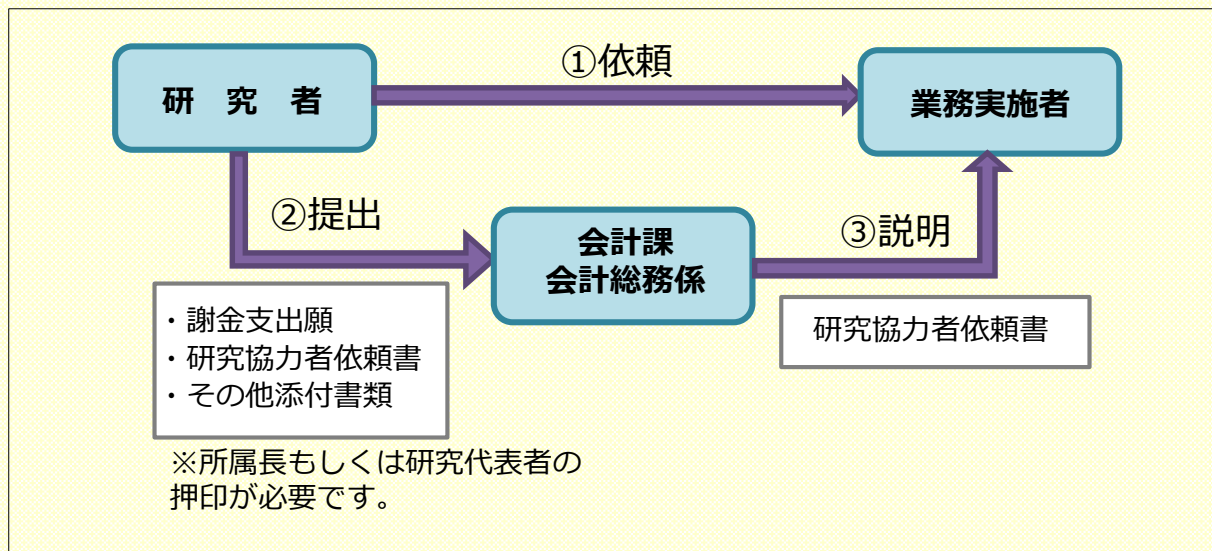 ①依頼
研　究　者
業務実施者
②提出
会計課
会計総務係
③説明
・謝金支出願
・研究協力者依頼書
・その他添付書類
研究協力者依頼書
※所属長もしくは研究代表者の
押印が必要です。